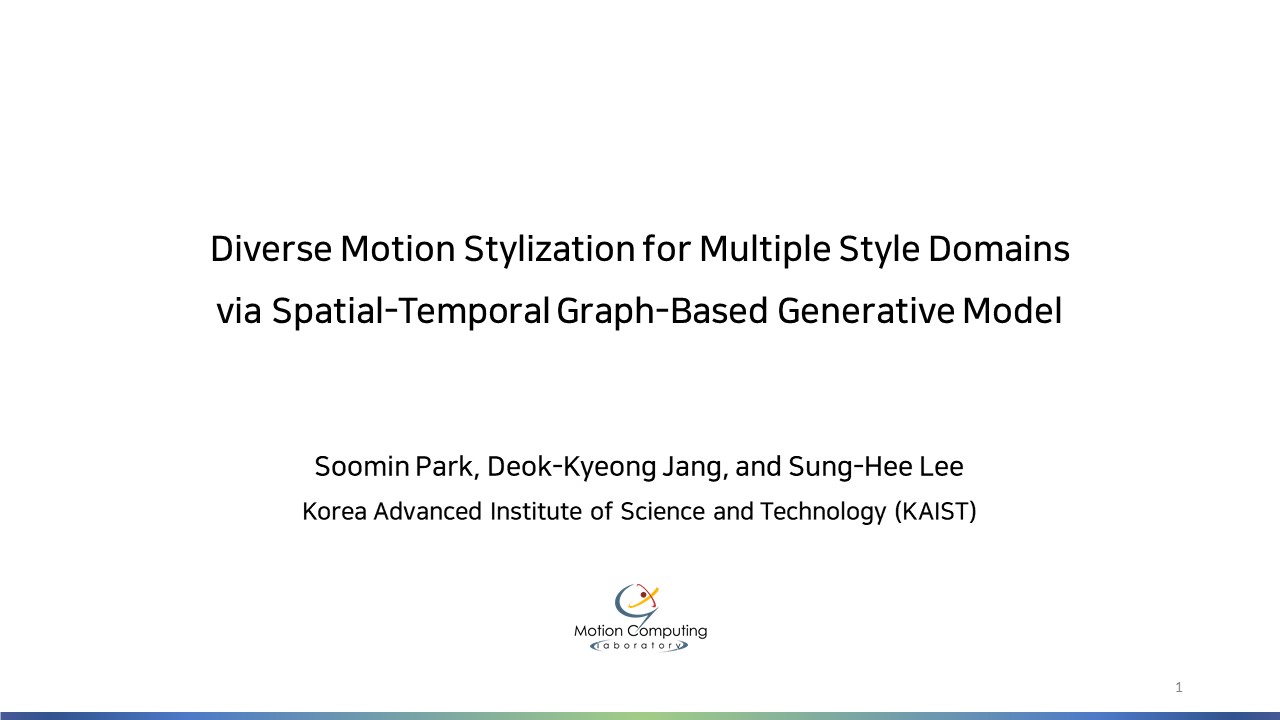 Diverse Motion Stylization for Multiple Style Domains
via Spatial-Temporal Graph-Based Generative Model
Soomin Park, Deok-Kyeong Jang, and Sung-Hee Lee
Korea Advanced Institute of Science and Technology (KAIST)
Motion Computing
laboratory
1